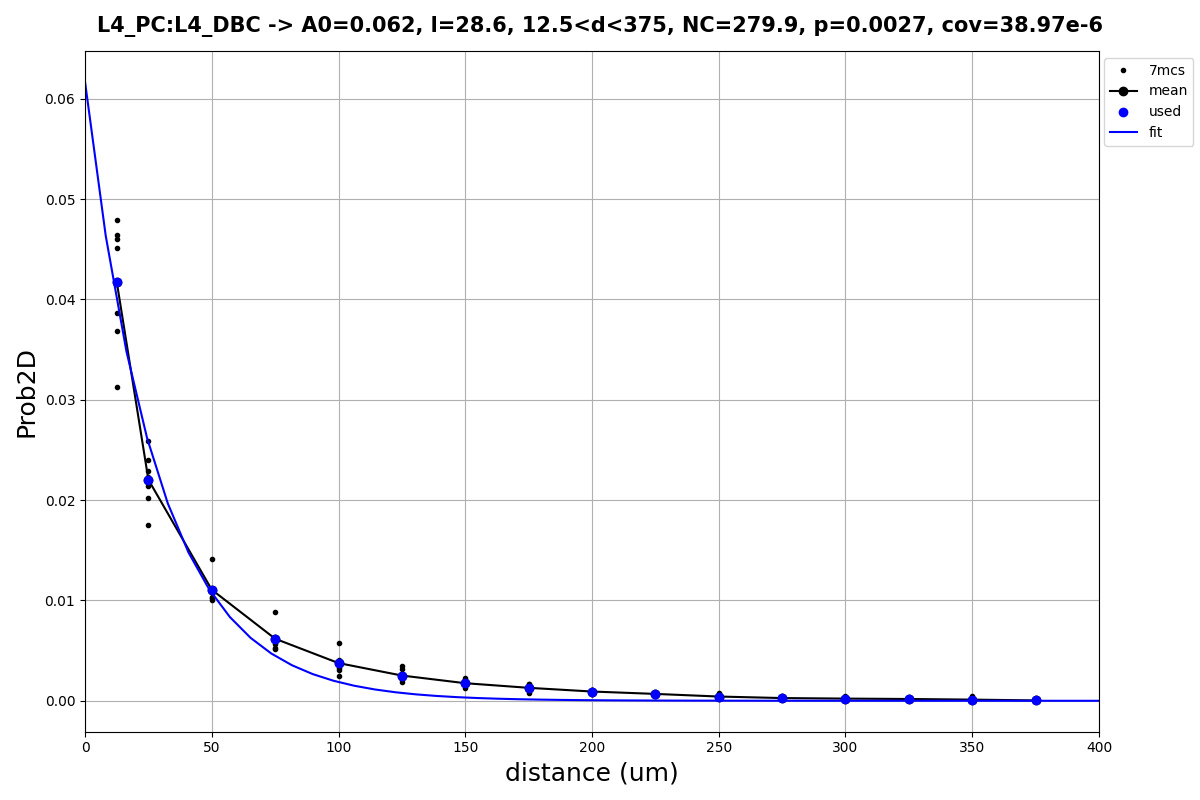 L4_PC:L4_DBC -> A0=0.062, l=28.6, 12.5<d<375, NC=279.9, p=0.0027, cov=38.97e-6
7mcs
mean
used
fit
0.06
0.05
0.04
0.03
0.02
0.01
0.00
Prob2D
0 50 100 150 200 250 300 350 400
distance (um)